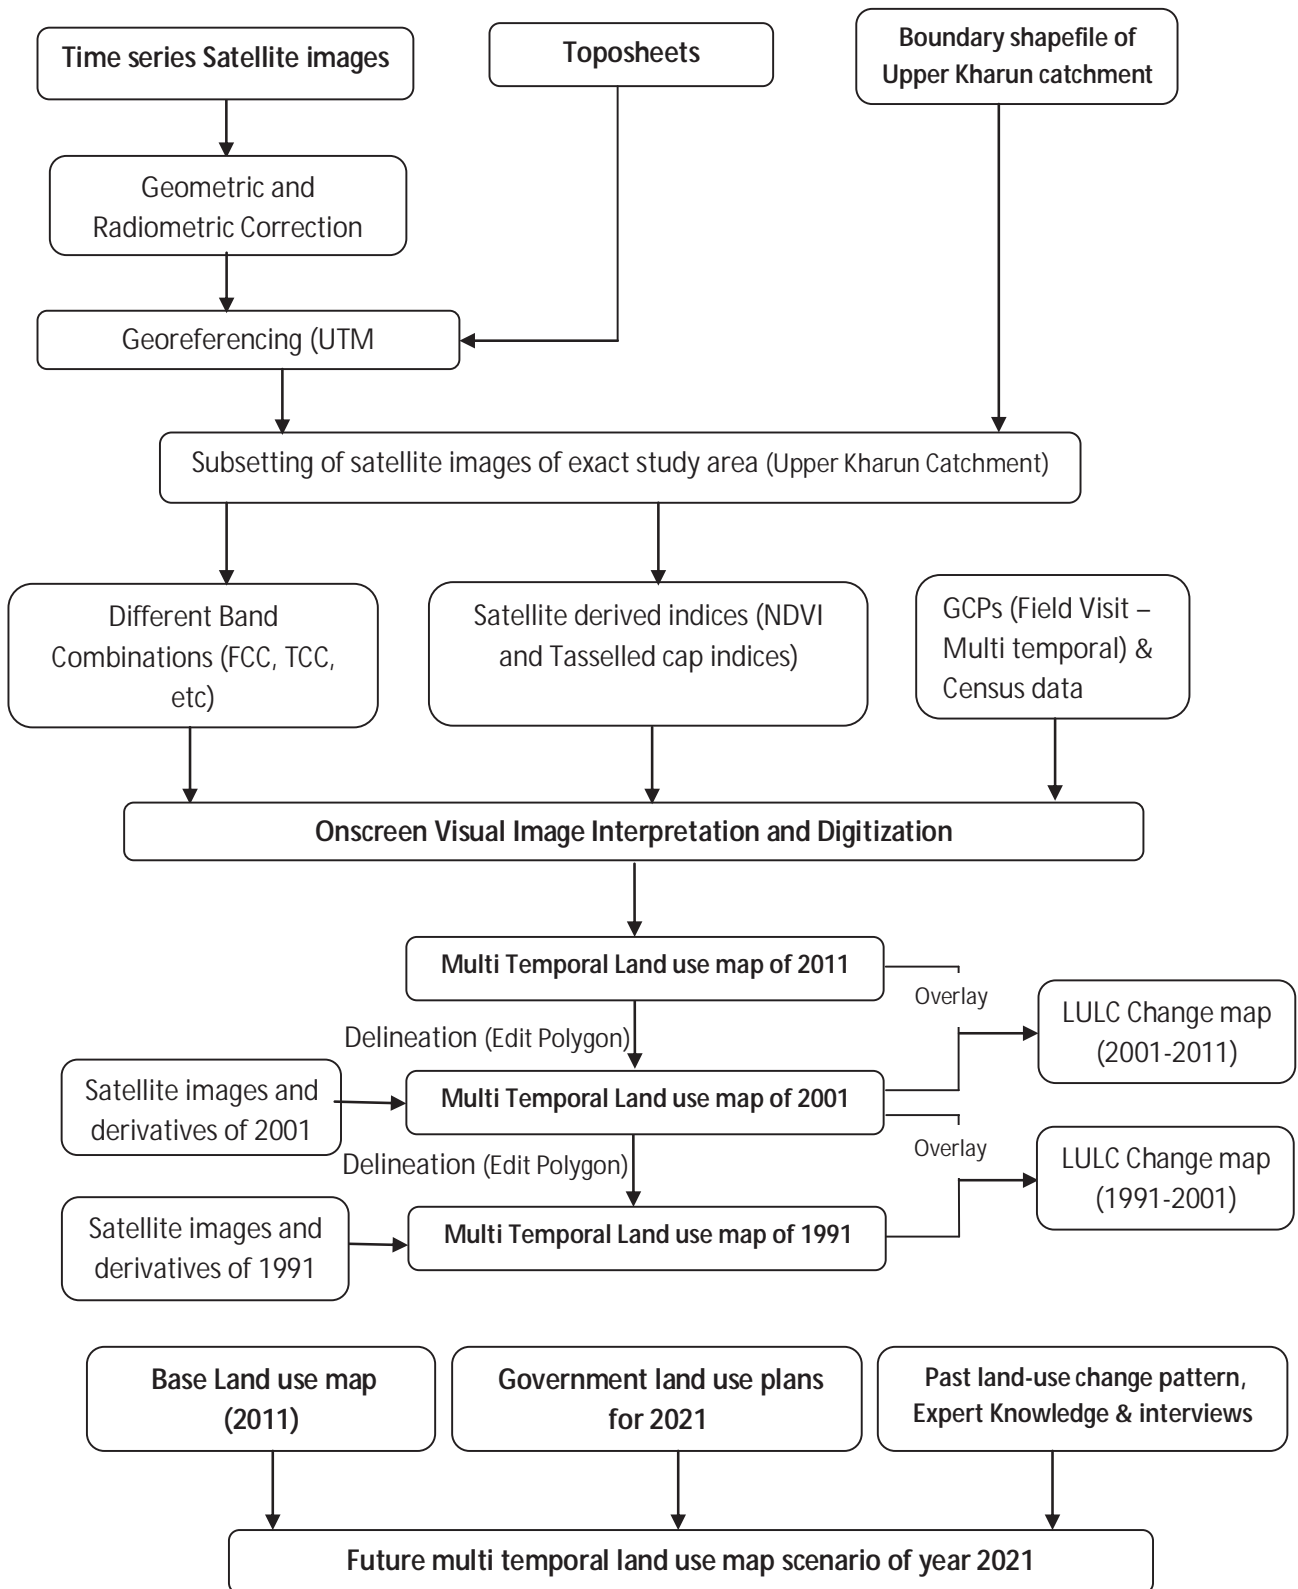 Time series Satellite images
Toposheets
Boundary shapefile of
Upper Kharun catchment
Geometric and
Radiometric Correction
Georeferencing (UTM
Subsetting of satellite images of exact study area (Upper Kharun Catchment)
Different Band
Combinations (FCC, TCC,
etc)
Satellite derived indices (NDVI
and Tasselled cap indices)
GCPs (Field Visit –
Multi temporal) &
Census data
Onscreen Visual Image Interpretation and Digitization
Multi Temporal Land use map of 2011
Overlay
LULC Change map
(2001-2011)
Delineation (Edit Polygon)
Satellite images and
derivatives of 2001
Multi Temporal Land use map of 2001
Overlay
LULC Change map
(1991-2001)
Delineation (Edit Polygon)
Satellite images and
derivatives of 1991
Multi Temporal Land use map of 1991
Base Land use map
(2011)
Government land use plans
for 2021
Past land-use change pattern,
Expert Knowledge & interviews
Future multi temporal land use map scenario of year 2021